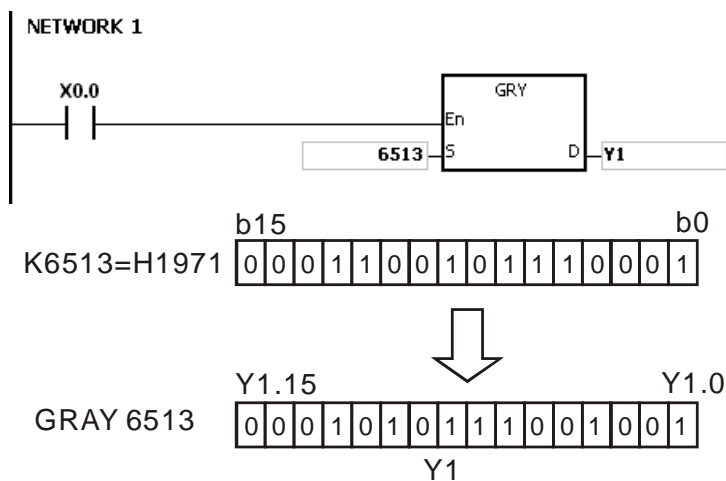 NETWORK 1
X0.0
GRY
En
6513 S D Y1
b15 b0
K6513=H1971 0 0 0 1 1 0 0 1 0 1 1 1 0 0 0 1
Y1.15 Y1.0
GRAY 6513 0 0 0 1 0 1 0 1 1 1 0 0 1 0 0 1
Y1